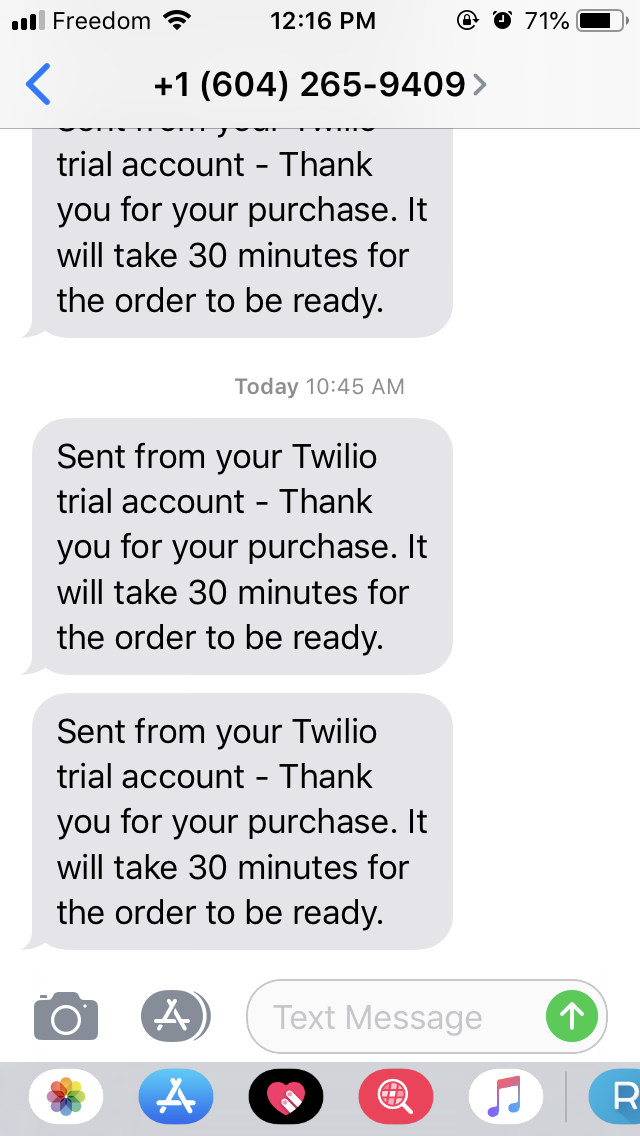 Freedom 12:16 PM 71%
+1 (604) 265-9409
Sent from your Twilio
trial account - Thank
you for your purchase. It
will take 30 minutes for
the order to be ready.
Today 10:45 AM
Sent from your Twilio
trial account - Thank
you for your purchase. It
will take 30 minutes for
the order to be ready.
Sent from your Twilio
trial account - Thank
you for your purchase. It
will take 30 minutes for
the order to be ready.
Text Message
R